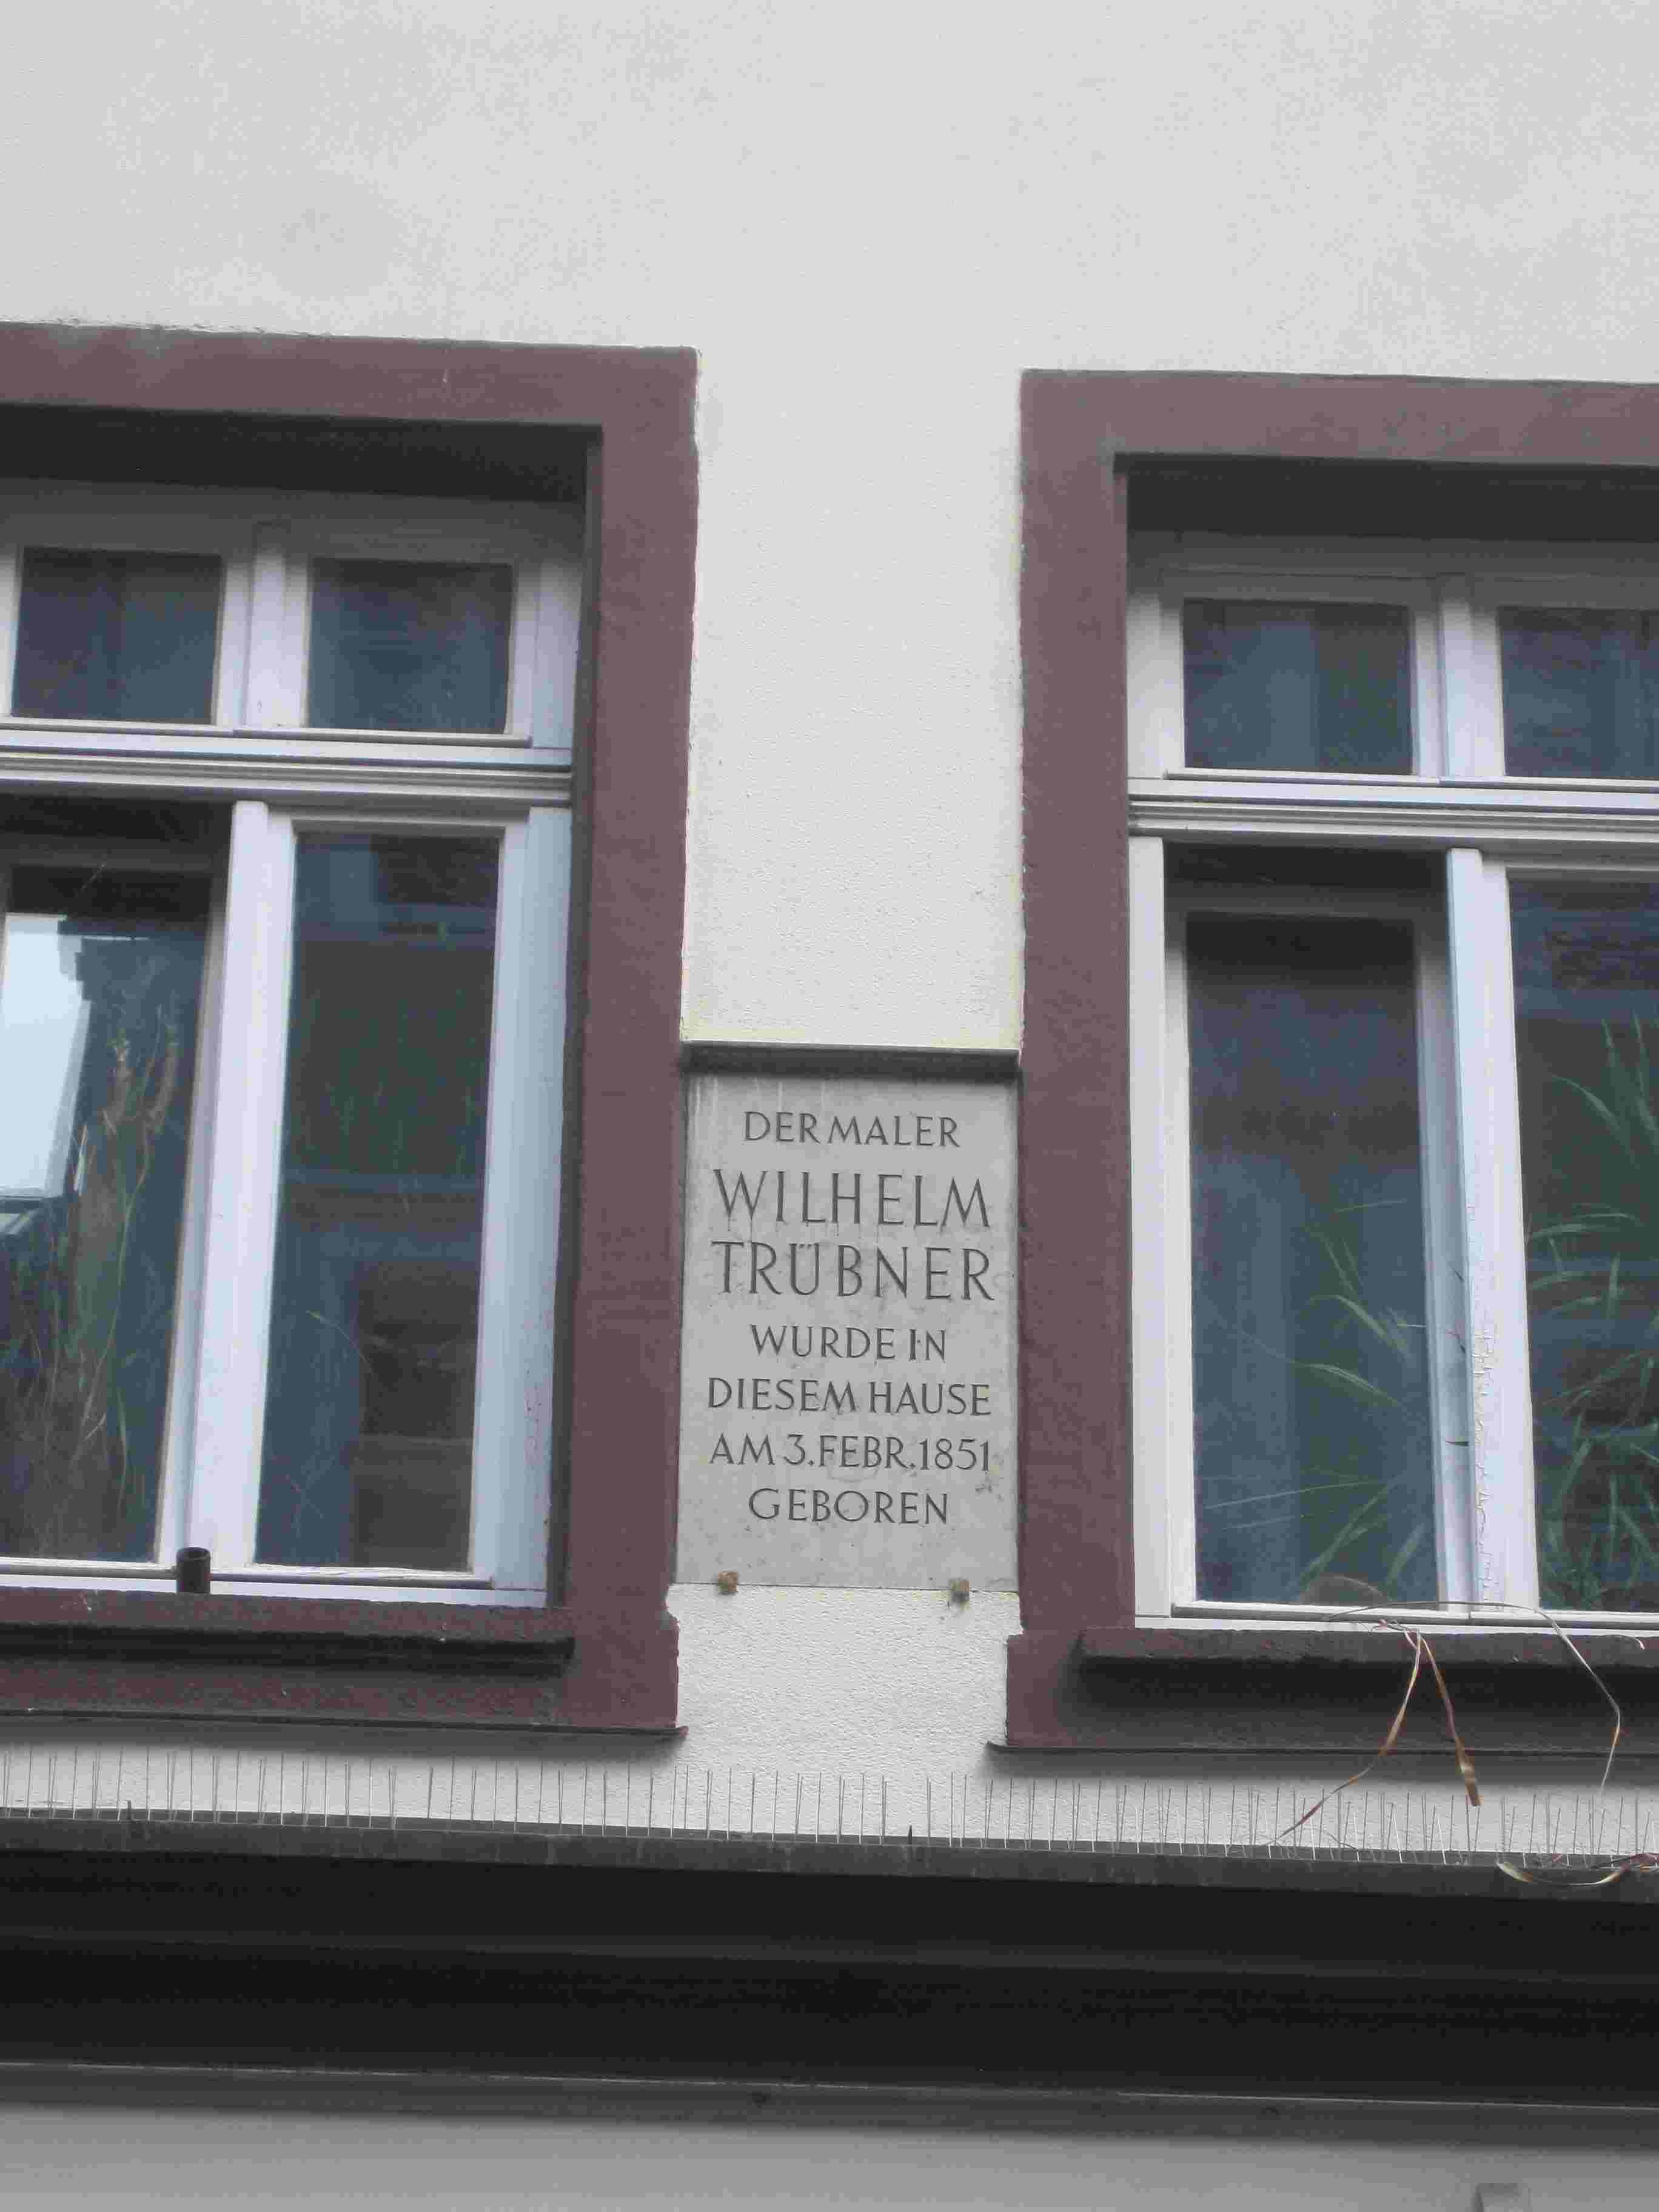 DER MALER
WILHELM
TRÜBNER
WURDE IN
DIESEM HAUSE
AM 3. FEBR. 1851
GEBOREN